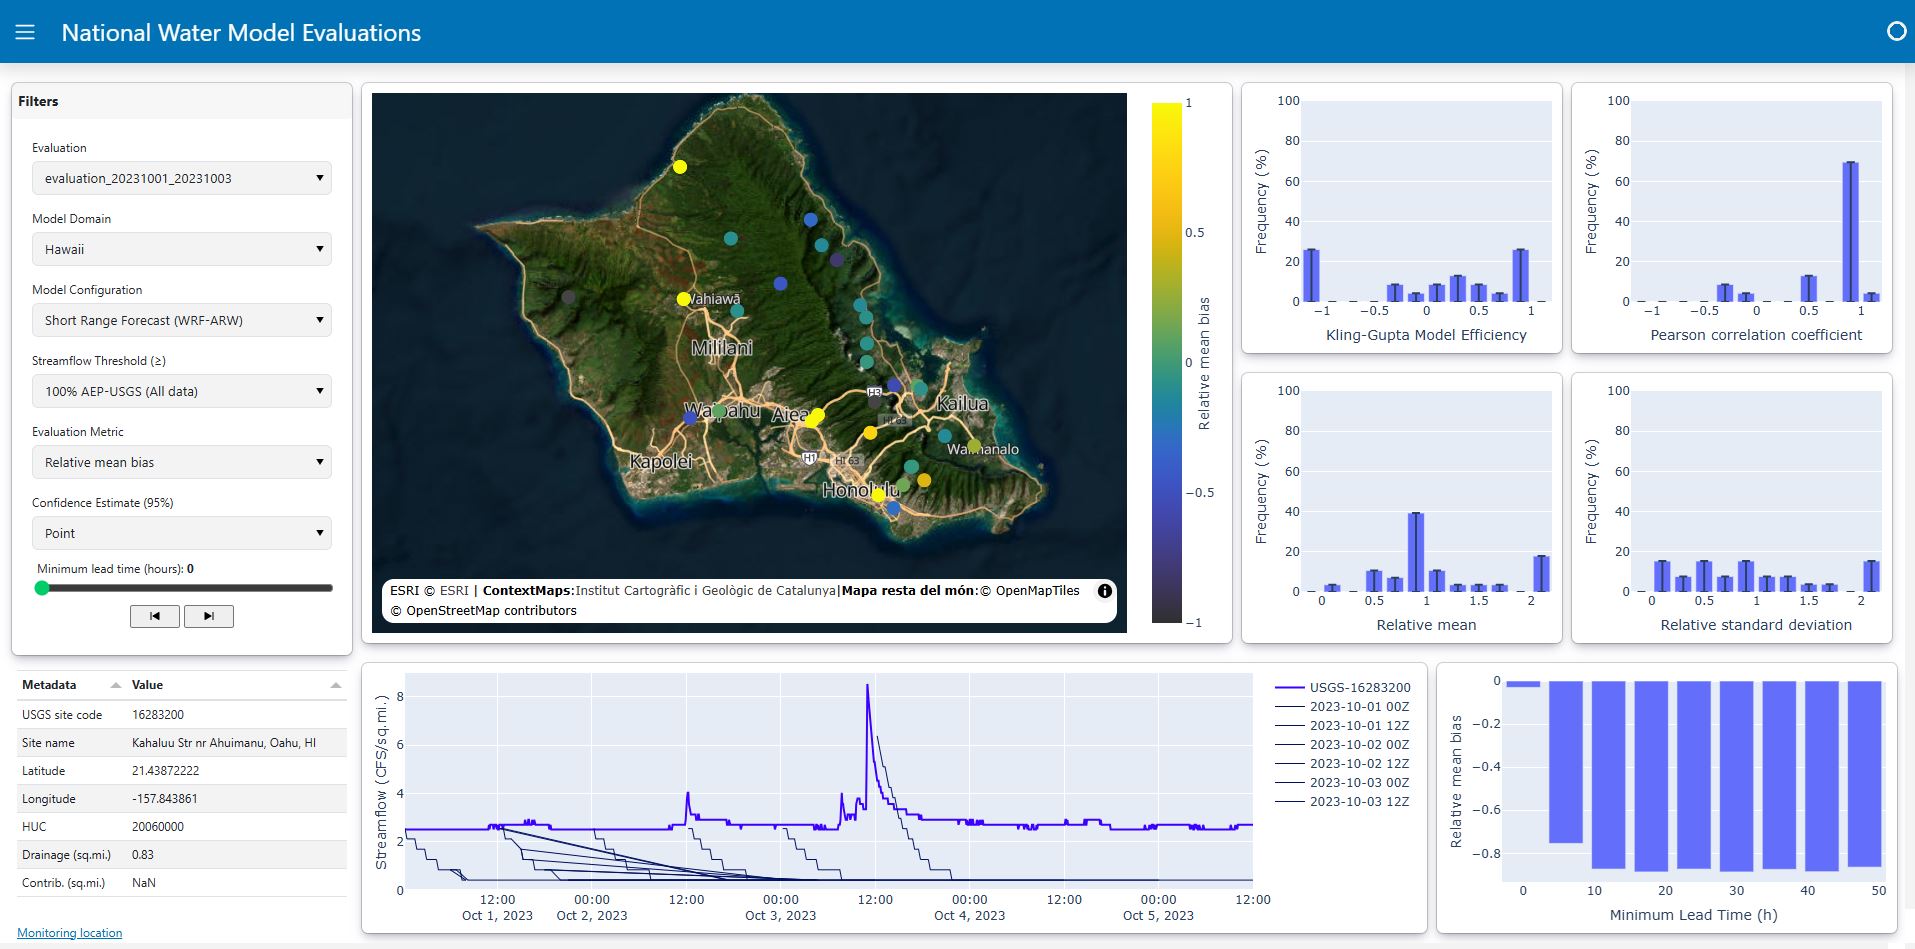 National Water Model Evaluations
Filters
Evaluation
evaluation_20231001_20231003
Model Domain
Hawaii
Model Configuration
Short Range Forecast (WRF-ARW)
Streamflow Threshold (≥)
100% AEP-USGS (All data)
Evaluation Metric
Relative mean bias
Confidence Estimate (95%)
Point
Minimum lead time (hours): 0
Metadata Value
USGS site code 16283200
Site name Kahaluu Str nr Ahuimanu, Oahu, HI
Latitude 21.43872222
Longitude -157.843861
HUC 20060000
Drainage (sq.mi.) 0.83
Contrib. (sq.mi.) NaN
Monitoring location
Wahiawā
Mililani
Waipahu
Aiea
H3
Kailua
HI 63
Waimanalo
Kapolei
H1
HI 63
Honolulu
ESRI © ESRI | ContextMaps:Institut Cartogràfic i Geològic de Catalunya|Mapa resta del món:© OpenMapTiles
© OpenStreetMap contributors
1
0.5
0
−0.5
−1
Relative mean bias
100
80
60
40
20
0
Frequency (%)
−1 −0.5 0 0.5 1
Kling-Gupta Model Efficiency
100
80
60
40
20
0
Frequency (%)
−1 −0.5 0 0.5 1
Pearson correlation coefficient
100
80
60
40
20
0
Frequency (%)
0 0.5 1 1.5 2
Relative mean
100
80
60
40
20
0
Frequency (%)
0 0.5 1 1.5 2
Relative standard deviation
8
6
4
2
0
Streamflow (CFS/sq.mi.)
12:00 00:00 12:00 00:00 12:00 00:00 12:00 00:00 12:00
Oct 1, 2023 Oct 2, 2023 Oct 3, 2023 Oct 4, 2023 Oct 5, 2023
USGS-16283200
2023-10-01 00Z
2023-10-01 12Z
2023-10-02 00Z
2023-10-02 12Z
2023-10-03 00Z
2023-10-03 12Z
0
−0.2
−0.4
−0.6
−0.8
Relative mean bias
0 10 20 30 40 50
Minimum Lead Time (h)